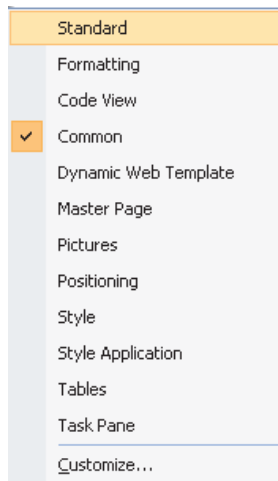 Standard
Formatting
Code View
Common
Dynamic Web Template
Master Page
Pictures
Positioning
Style
Style Application
Tables
Task Pane
Customize...